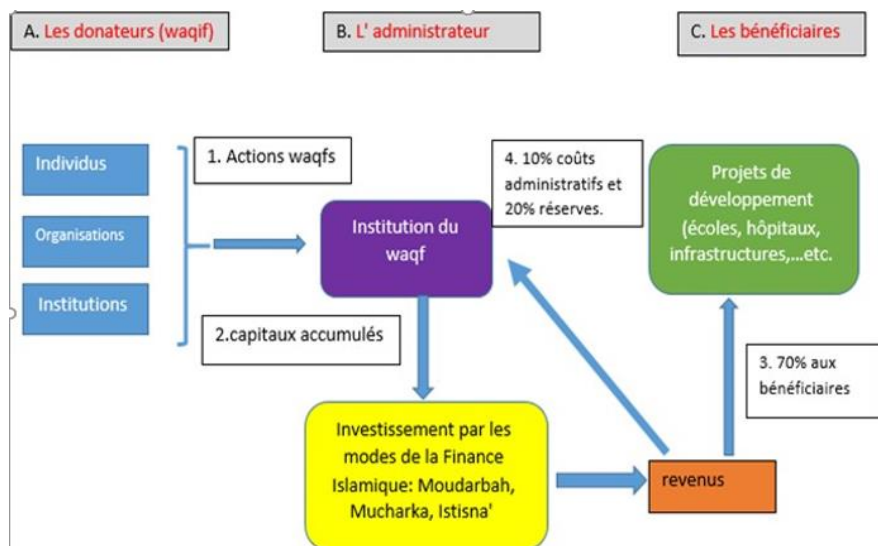 A. Les donateurs (waqif)
B. L' administrateur
C. Les bénéficiaires
Individus
Organisations
Institutions
1. Actions waqfs
2.capitaux accumulés
Institution du
waqf
4. 10% coûts
administratifs et
20% réserves.
Projets de
développement
(écoles, hôpitaux,
infrastructures,...etc.
3. 70% aux
bénéficiaires
Investissement par les
modes de la Finance
Islamique: Moudarbah,
Mucharka, Istisna'
revenus